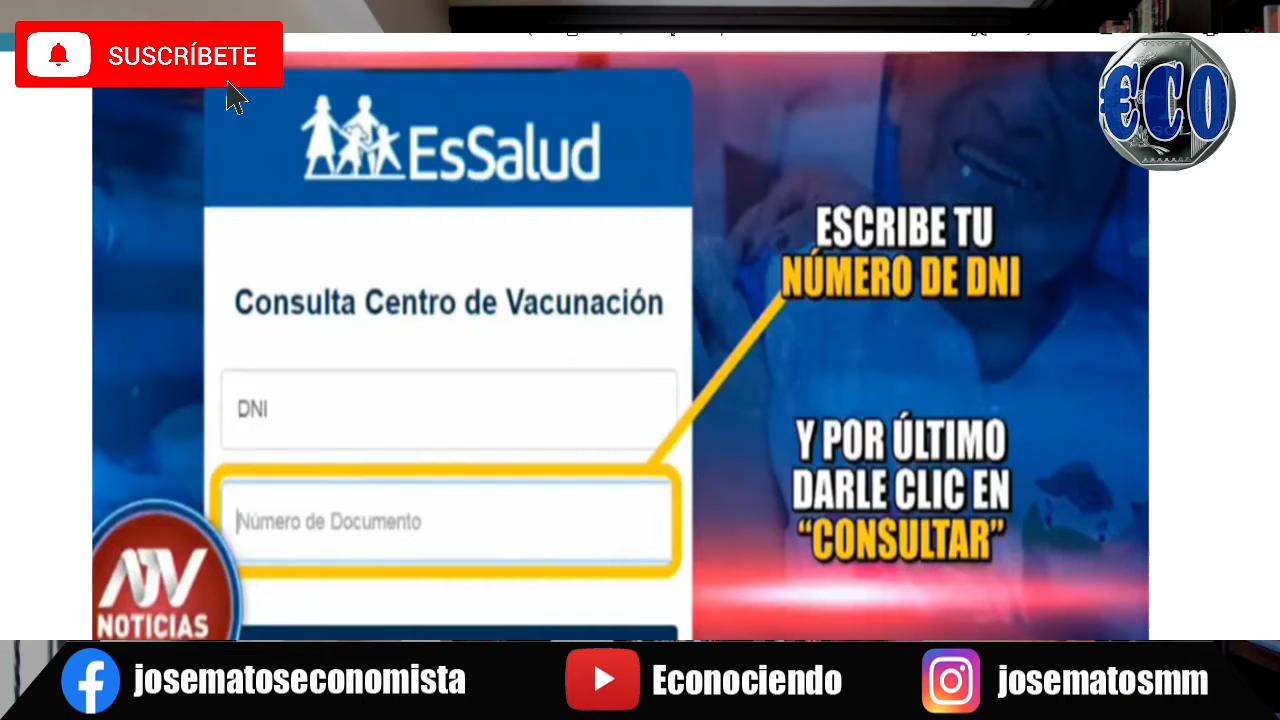 SUSCRÍBETE
€CO
EsSalud
ESCRIBE TU
NÚMERO DE DNI
Consulta Centro de Vacunación
DNI
Número de Documento
Y POR ÚLTIMO
DARLE CLIC EN
“CONSULTAR”
ADV
NOTICIAS
josematoseconomista
Econociendo
josematosmm